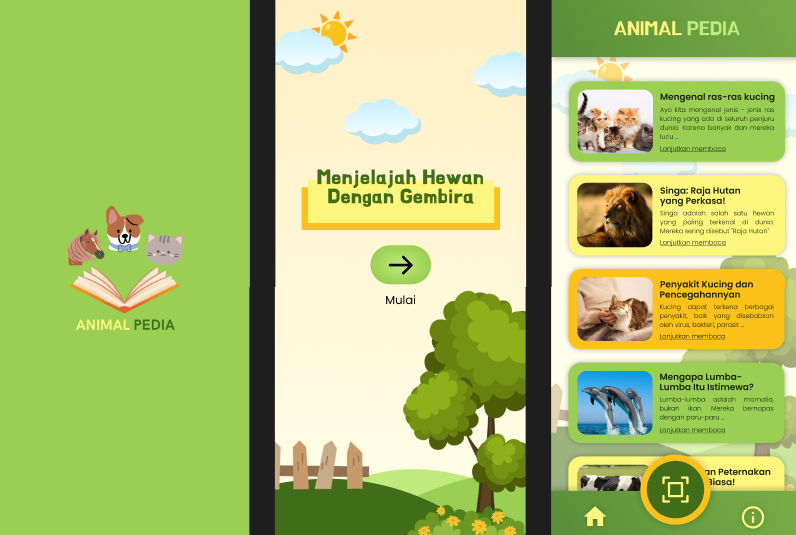 ANIMAL PEDIA
Menjelajah Hewan
Dengan Gembira
Mulai
ANIMAL PEDIA
Mengenal ras-ras kucing
Ayo kita mengenal jenis - jenis ras
kucing yang ada di seluruh penjuru
dunia. Karena banyak dan mereka
lucu ...
Lanjutkan membaca
Singa: Raja Hutan
yang Perkasa!
Singa adalah salah satu hewan
yang paling terkenal di dunia.
Mereka sering disebut "Raja Hutan"
Lanjutkan membaca
Penyakit Kucing dan
Pencegahannyan
Kucing dapat terkena berbagai
penyakit, baik yang disebabkan
oleh virus, bakteri, parasit ...
Lanjutkan membaca
Mengapa Lumba-
Lumba Itu Istimewa?
Lumba-lumba adalah mamalia,
bukan ikan. Mereka bernapas
dengan paru-paru ...
Lanjutkan membaca
an Peternakan
Biasa!